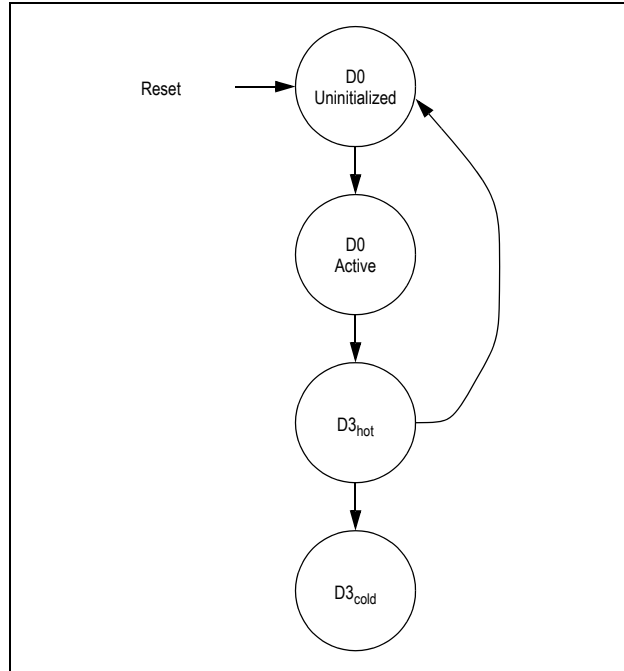 D0
Uninitialized
Reset
D0
Active
D3hot
D3cold